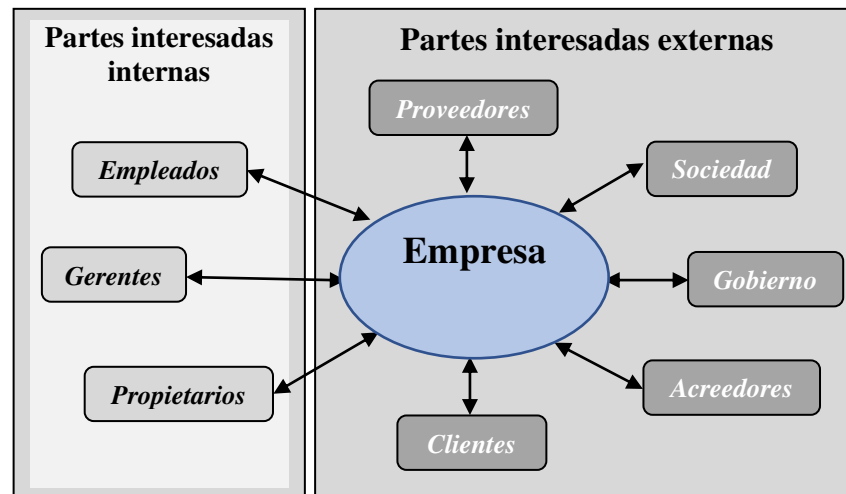 Partes interesadas
internas
Partes interesadas externas
Proveedores
Empleados
Sociedad
Empresa
Gerentes
Gobierno
Propietarios
Acreedores
Clientes